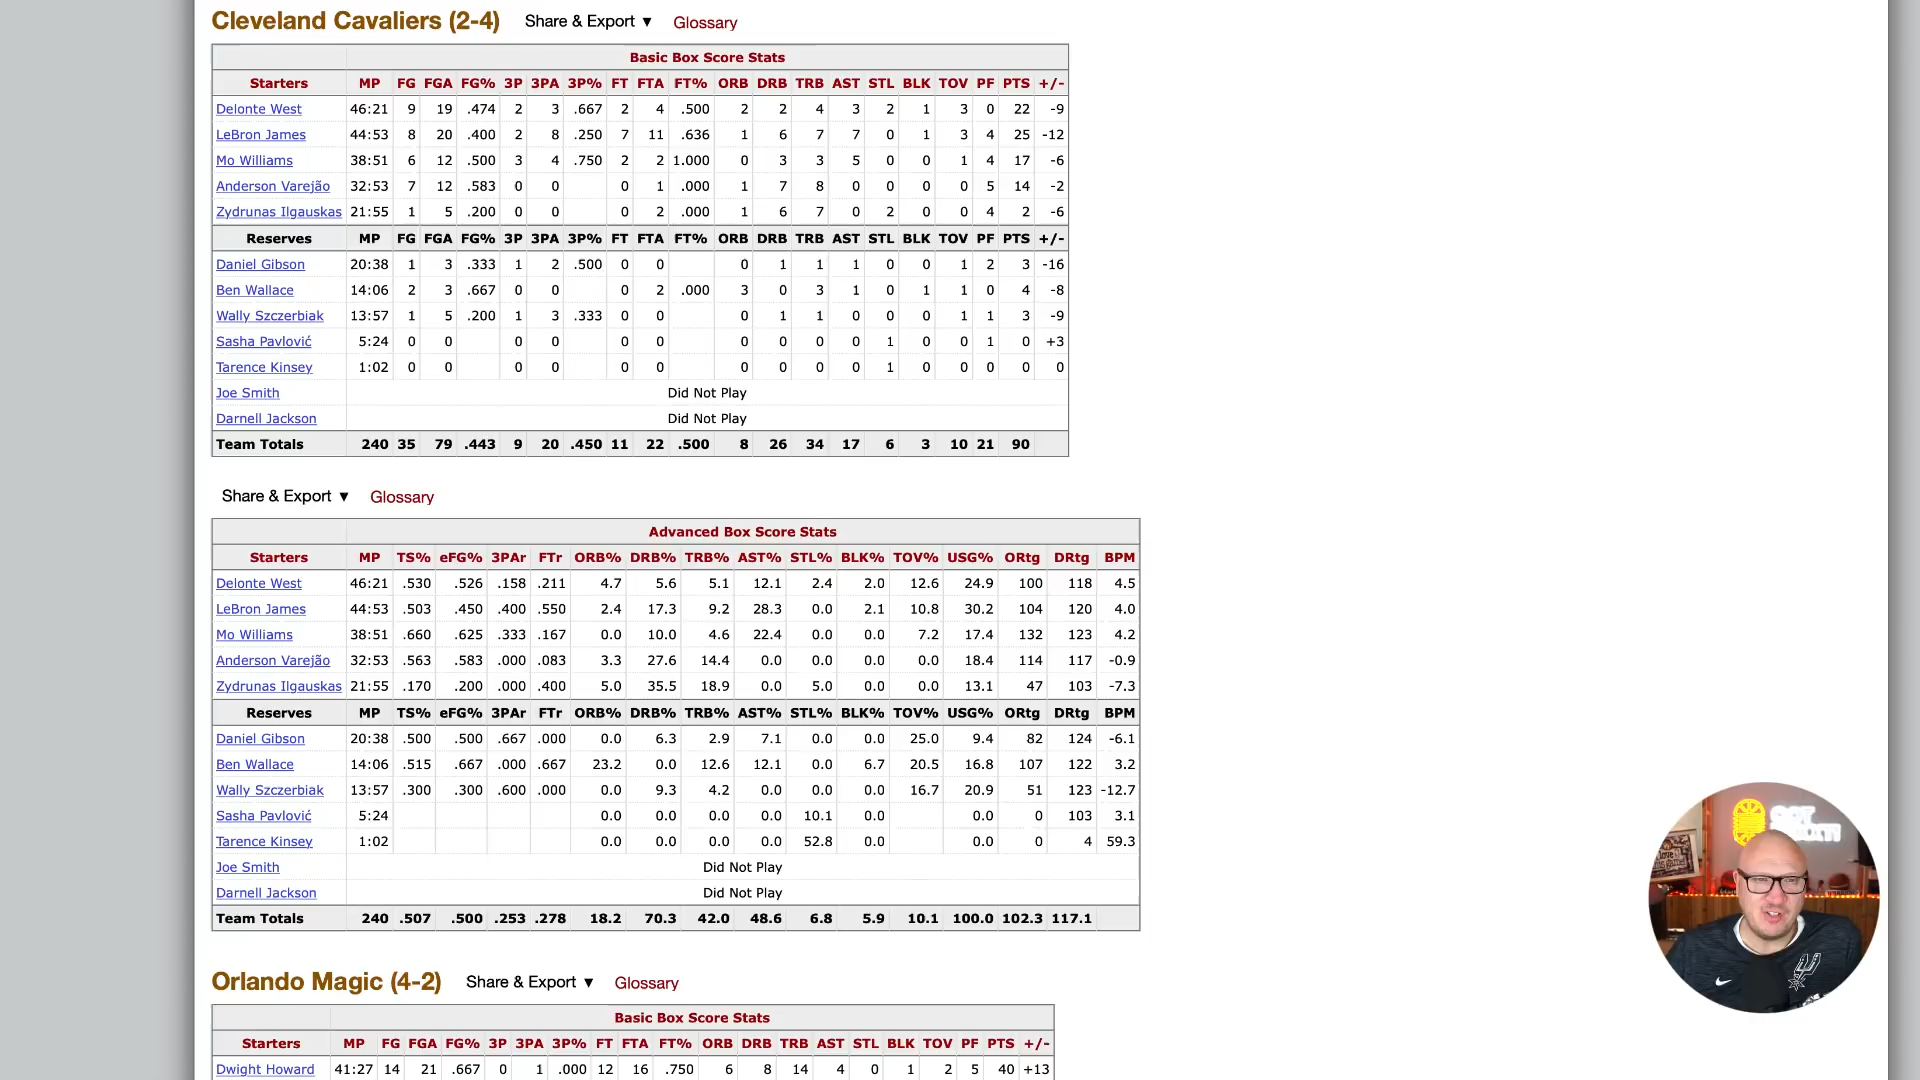 Cleveland Cavaliers (2-4) Share & Export ▼ Glossary
Basic Box Score Stats
Starters MP FG FGA FG% 3P 3PA 3P% FT FTA FT% ORB DRB TRB AST STL BLK TOV PF PTS +/-
Delonte West 46:21 9 19 .474 2 3 .667 2 4 .500 2 2 4 3 2 1 3 0 22 -9
LeBron James 44:53 8 20 .400 2 8 .250 7 11 .636 1 6 7 7 0 1 3 4 25 -12
Mo Williams 38:51 6 12 .500 3 4 .750 2 2 1.000 0 3 3 5 0 0 1 4 17 -6
Anderson Varejão 32:53 7 12 .583 0 0 0 1 .000 1 7 8 0 0 0 0 5 14 -2
Zydrunas Ilgauskas 21:55 1 5 .200 0 0 0 2 .000 1 6 7 0 2 0 0 4 2 -6
Reserves MP FG FGA FG% 3P 3PA 3P% FT FTA FT% ORB DRB TRB AST STL BLK TOV PF PTS +/-
Daniel Gibson 20:38 1 3 .333 1 2 .500 0 0 0 1 1 1 0 0 1 2 3 -16
Ben Wallace 14:06 2 3 .667 0 0 0 2 .000 3 0 3 1 0 1 1 0 4 -8
Wally Szczerbiak 13:57 1 5 .200 1 3 .333 0 0 0 1 1 0 0 0 1 1 3 -9
Sasha Pavlović 5:24 0 0 0 0 0 0 0 0 0 0 1 0 0 1 0 +3
Tarence Kinsey 1:02 0 0 0 0 0 0 0 0 0 0 1 0 0 0 0 0
Joe Smith Did Not Play
Darnell Jackson Did Not Play
Team Totals 240 35 79 .443 9 20 .450 11 22 .500 8 26 34 17 6 3 10 21 90
Share & Export ▼ Glossary
Advanced Box Score Stats
Starters MP TS% eFG% 3PAr FTr ORB% DRB% TRB% AST% STL% BLK% TOV% USG% ORtg DRtg BPM
Delonte West 46:21 .530 .526 .158 .211 4.7 5.6 5.1 12.1 2.4 2.0 12.6 24.9 100 118 4.5
LeBron James 44:53 .503 .450 .400 .550 2.4 17.3 9.2 28.3 0.0 2.1 10.8 30.2 104 120 4.0
Mo Williams 38:51 .660 .625 .333 .167 0.0 10.0 4.6 22.4 0.0 0.0 7.2 17.4 132 123 4.2
Anderson Varejão 32:53 .563 .583 .000 .083 3.3 27.6 14.4 0.0 0.0 0.0 0.0 18.4 114 117 -0.9
Zydrunas Ilgauskas 21:55 .170 .200 .000 .400 5.0 35.5 18.9 0.0 5.0 0.0 0.0 13.1 47 103 -7.3
Reserves MP TS% eFG% 3PAr FTr ORB% DRB% TRB% AST% STL% BLK% TOV% USG% ORtg DRtg BPM
Daniel Gibson 20:38 .500 .500 .667 .000 0.0 6.3 2.9 7.1 0.0 0.0 25.0 9.4 82 124 -6.1
Ben Wallace 14:06 .515 .667 .000 .667 23.2 0.0 12.6 12.1 0.0 6.7 20.5 16.8 107 122 3.2
Wally Szczerbiak 13:57 .300 .300 .600 .000 0.0 9.3 4.2 0.0 0.0 0.0 16.7 20.9 51 123 -12.7
Sasha Pavlović 5:24 0.0 0.0 0.0 0.0 10.1 0.0 0.0 0 103 3.1
Tarence Kinsey 1:02 0.0 0.0 0.0 0.0 52.8 0.0 0.0 0 4 59.3
Joe Smith Did Not Play
Darnell Jackson Did Not Play
Team Totals 240 .507 .500 .253 .278 18.2 70.3 42.0 48.6 6.8 5.9 10.1 100.0 102.3 117.1
Orlando Magic (4-2) Share & Export ▼ Glossary
Basic Box Score Stats
Starters MP FG FGA FG% 3P 3PA 3P% FT FTA FT% ORB DRB TRB AST STL BLK TOV PF PTS +/-
Dwight Howard 41:27 14 21 .667 0 1 .000 12 16 .750 6 8 14 4 0 1 2 5 40 +13